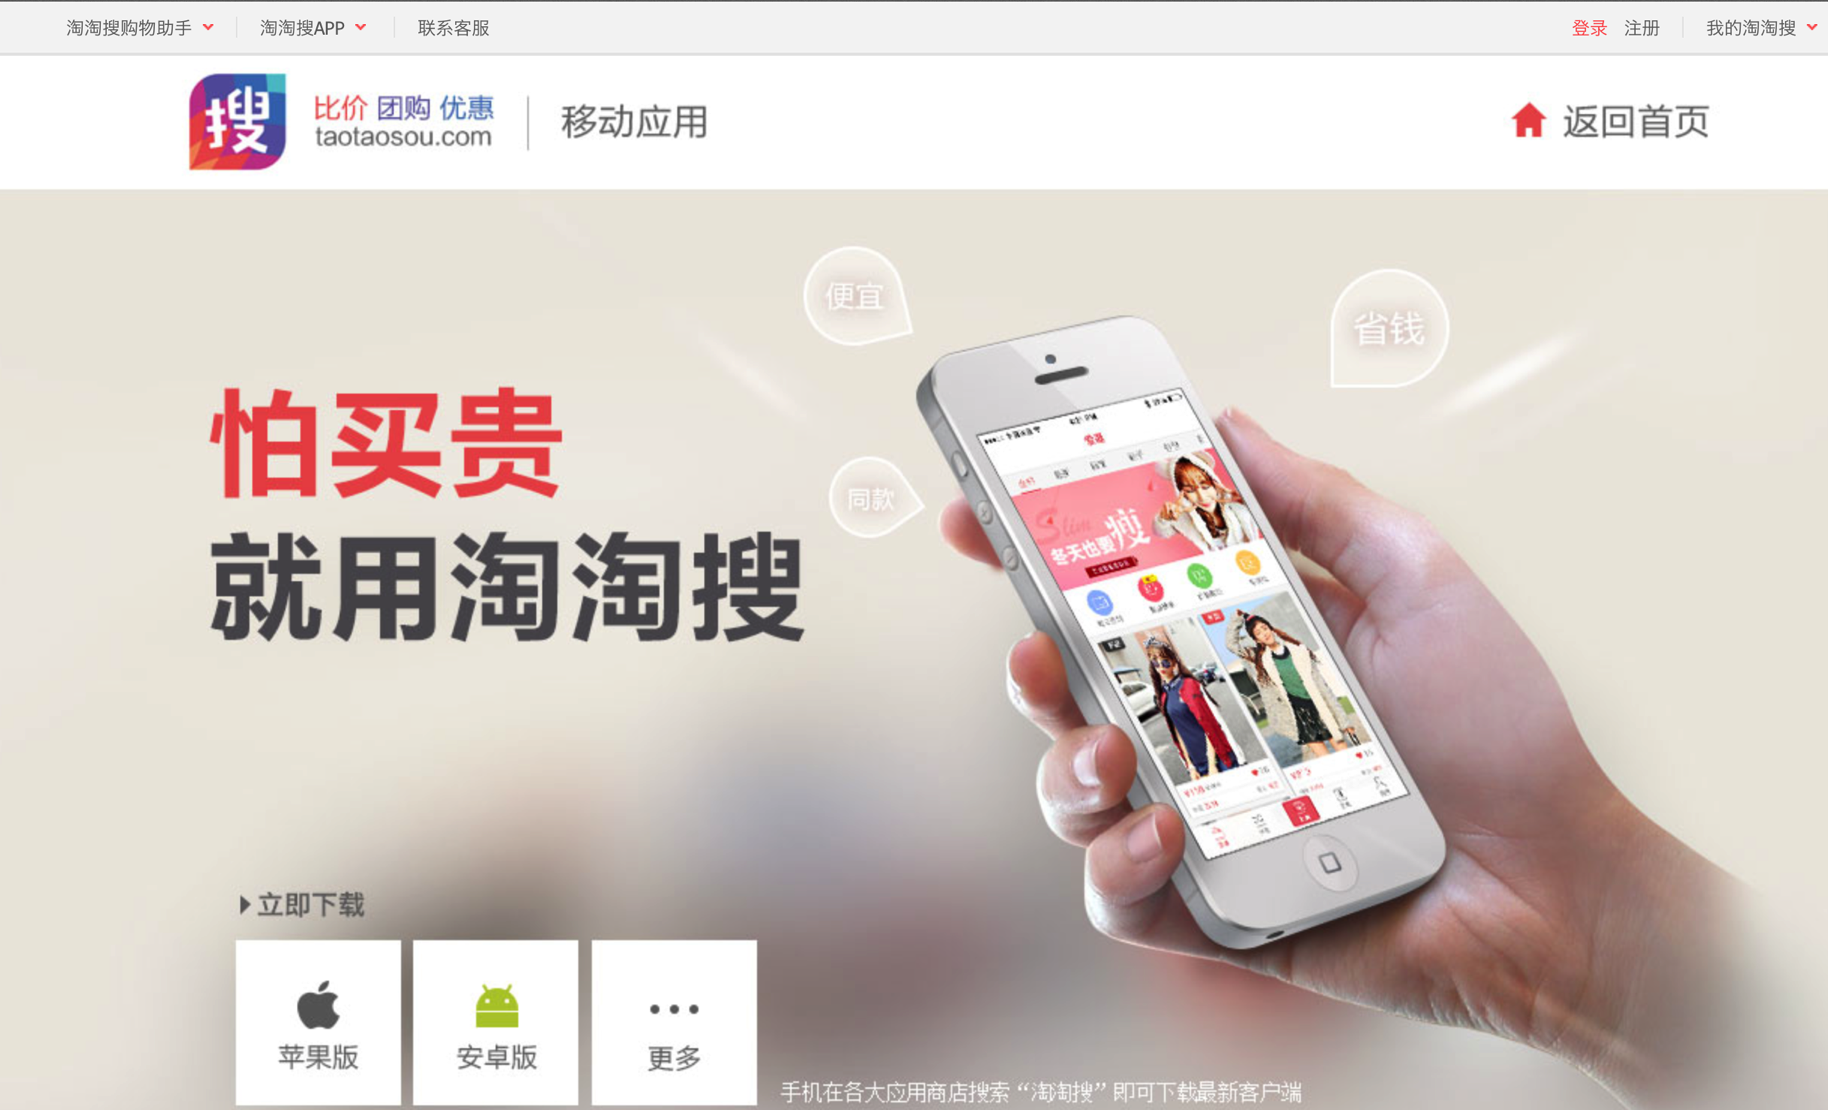 淘淘搜购物助手 淘淘搜APP 联系客服 登录 注册 我的淘淘搜
搜 比价 团购 优惠
taotaosou.com
移动应用
返回首页
便宜
省钱
怕买贵
同款
就用淘淘搜
Slim
冬天也要瘦
立即下载
苹果版 安卓版 更多
手机在各大应用商店搜索“淘淘搜”即可下载最新客户端